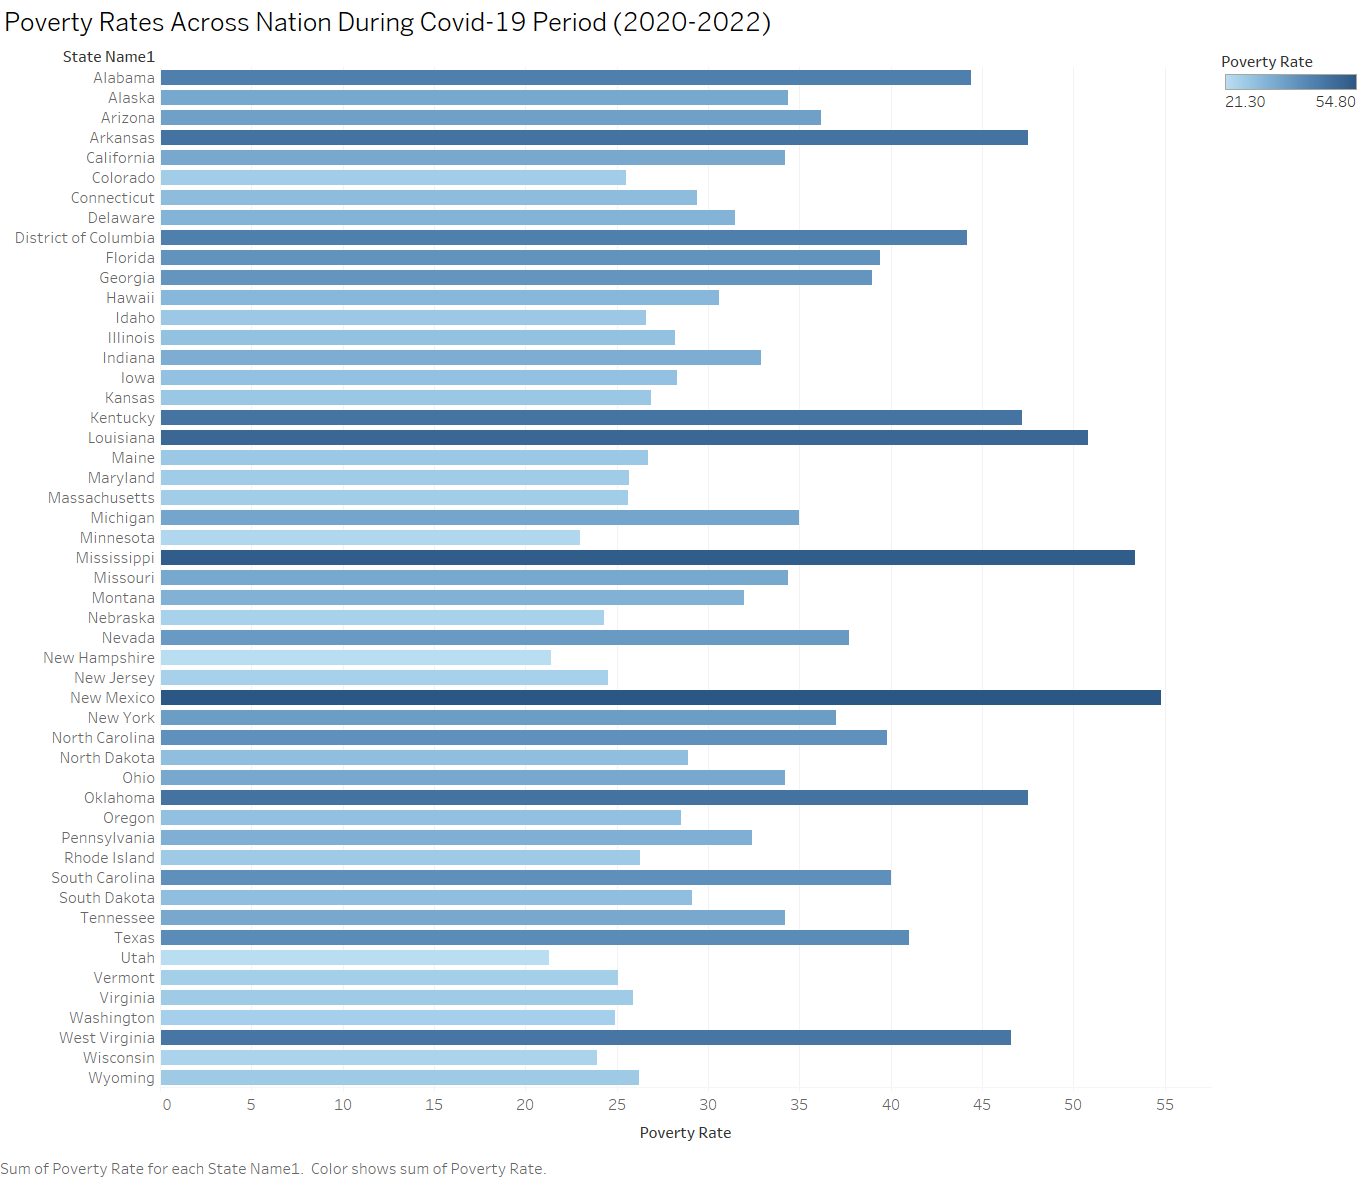 Poverty Rates Across Nation During Covid-19 Period (2020-2022)
State Name1
Poverty Rate
21.30 54.80
Alabama
Alaska
Arizona
Arkansas
California
Colorado
Connecticut
Delaware
District of Columbia
Florida
Georgia
Hawaii
Idaho
Illinois
Indiana
Iowa
Kansas
Kentucky
Louisiana
Maine
Maryland
Massachusetts
Michigan
Minnesota
Mississippi
Missouri
Montana
Nebraska
Nevada
New Hampshire
New Jersey
New Mexico
New York
North Carolina
North Dakota
Ohio
Oklahoma
Oregon
Pennsylvania
Rhode Island
South Carolina
South Dakota
Tennessee
Texas
Utah
Vermont
Virginia
Washington
West Virginia
Wisconsin
Wyoming
0 5 10 15 20 25 30 35 40 45 50 55
Poverty Rate
Sum of Poverty Rate for each State Name1. Color shows sum of Poverty Rate.